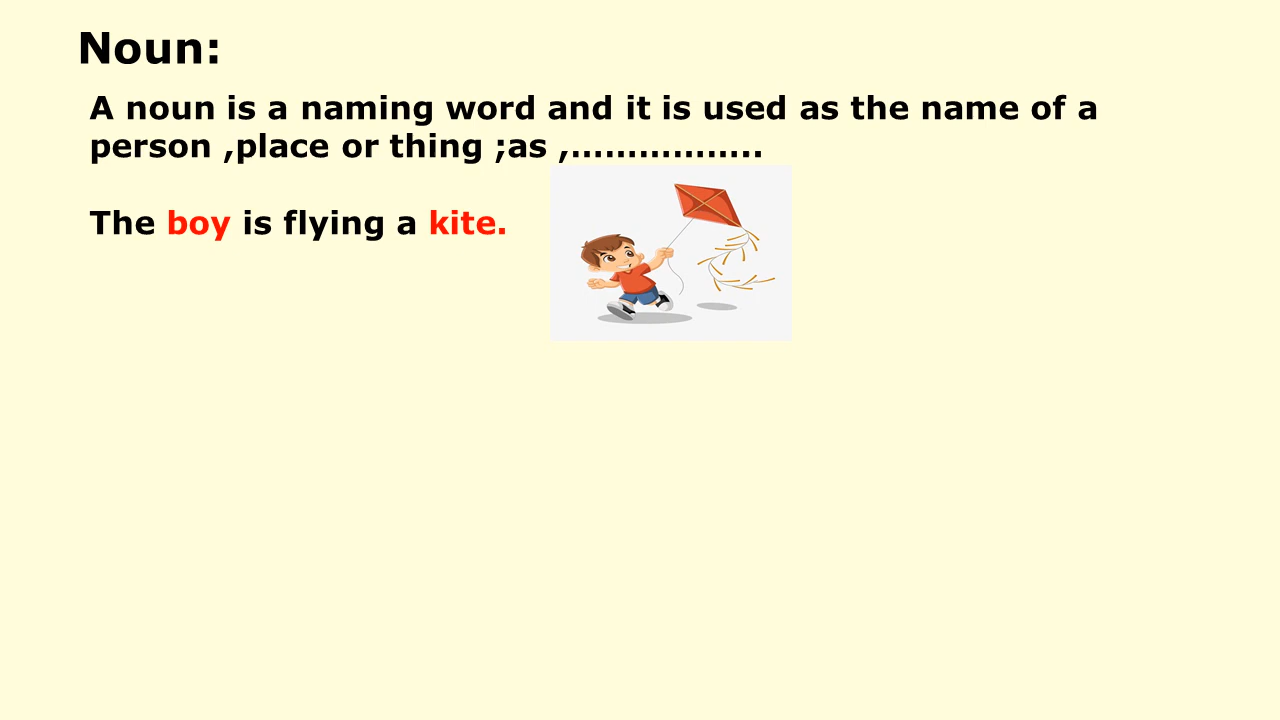 Noun:
A noun is a naming word and it is used as the name of a
person ,place or thing ;as ,.................
The boy is flying a kite.